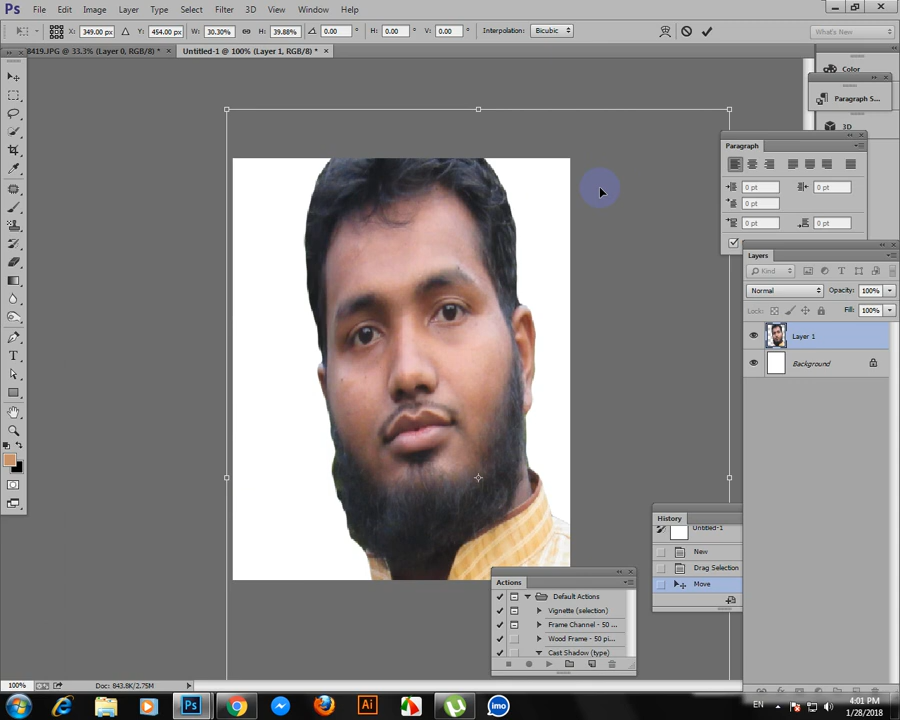 Ps File Edit Image Layer Type Select Filter 3D View Window Help
X: 349.00 px Y: 454.00 px W: 30.30% H: 39.88% 0.00 H: 0.00 V: 0.00 Interpolation: Bicubic What's New
8419.JPG @ 33.3% (Layer 0, RGB/8) * × Untitled-1 @ 100% (Layer 1, RGB/8) * ×
Color
Paragraph S...
3D
Paragraph
0 pt 0 pt
0 pt
0 pt 0 pt
Layers
Kind
Normal Opacity: 100%
Lock: Fill: 100%
Layer 1
Background
History
Untitled-1
New
Drag Selection
Move
Actions
Default Actions
Vignette (selection)
Frame Channel - 50 ...
Wood Frame - 50 pi...
Cast Shadow (type)
100% Doc: 843.8K/2.75M
Ps Ai imo EN 4:01 PM
1/28/2018